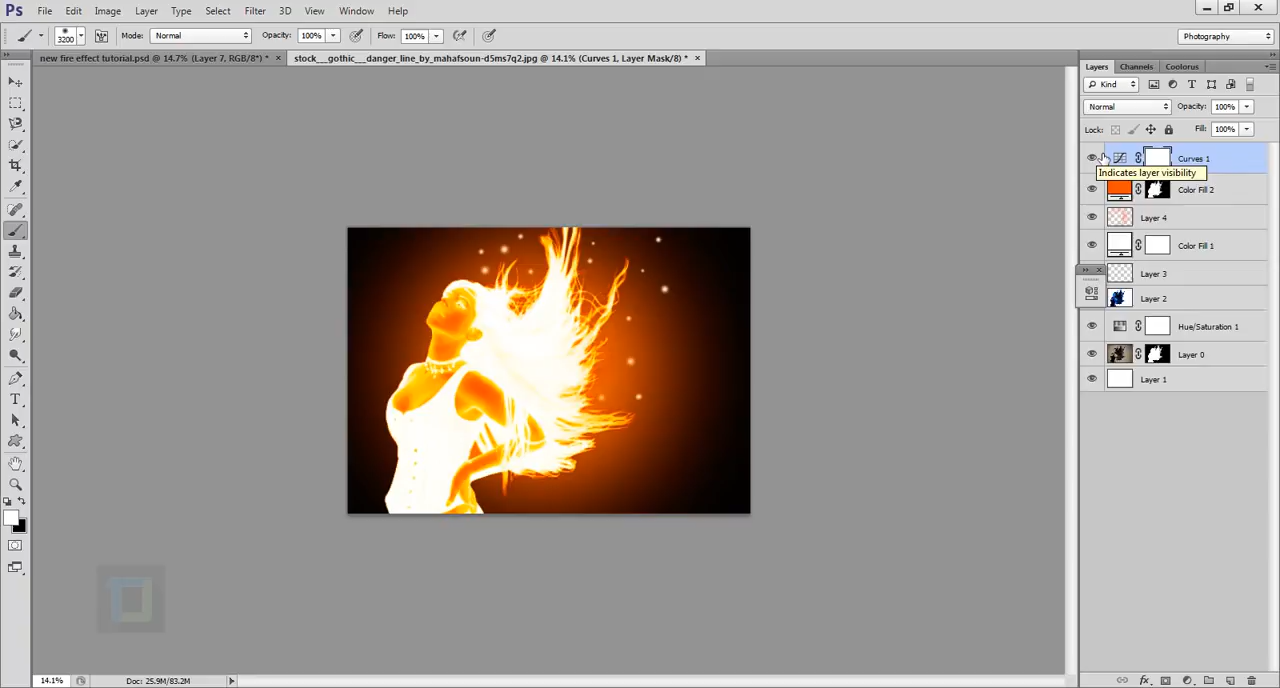 Ps File Edit Image Layer Type Select Filter 3D View Window Help
3200 Mode: Normal Opacity: 100% Flow: 100% Photography
new fire effect tutorial.psd @ 14.7% (Layer 7, RGB/8*) * × stock___gothic___danger_line_by_mahafsoun-d5ms7q2.jpg @ 14.1% (Curves 1, Layer Mask/8) * ×
Layers Channels Coolorus
Kind
Normal Opacity: 100%
Lock: Fill: 100%
Curves 1
Indicates layer visibility
Color Fill 2
Layer 4
Color Fill 1
Layer 3
Layer 2
Hue/Saturation 1
Layer 0
Layer 1
14.1% Doc: 25.9M/83.2M